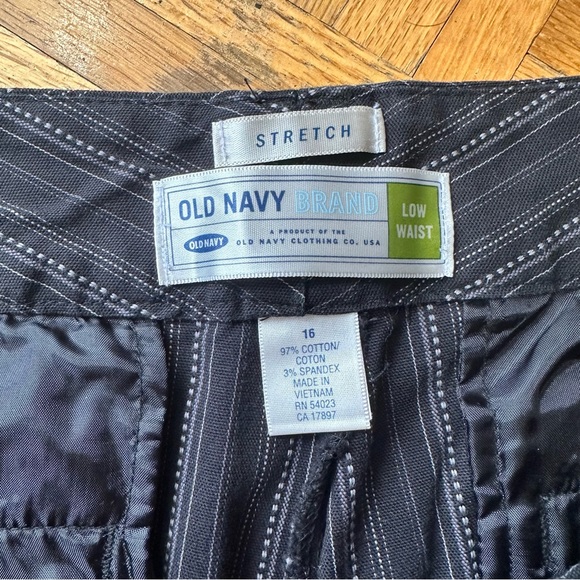 STRETCH
OLD NAVY BRAND
A PRODUCT OF THE
OLD NAVY OLD NAVY CLOTHING CO. USA
LOW
WAIST
16
97% COTTON/
COTON
3% SPANDEX
MADE IN
VIETNAM
RN 54023
CA 17897